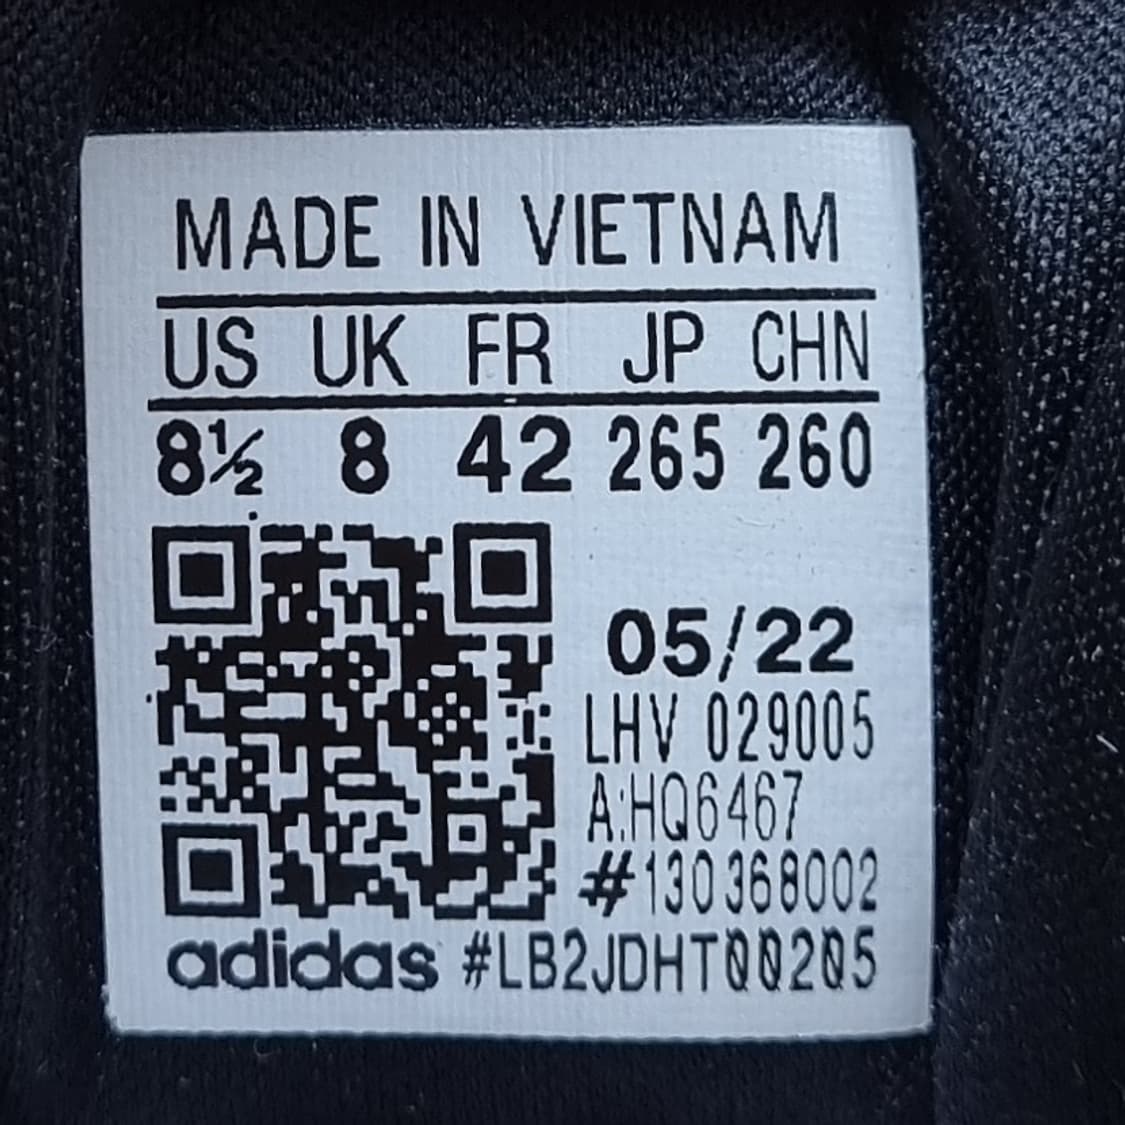 MADE IN VIETNAM
US UK FR JP CHN
8½ 8 42 265 260
05/22
LHV 029005
A:HQ6467
#130368002
adidas #LB2JDHT00205